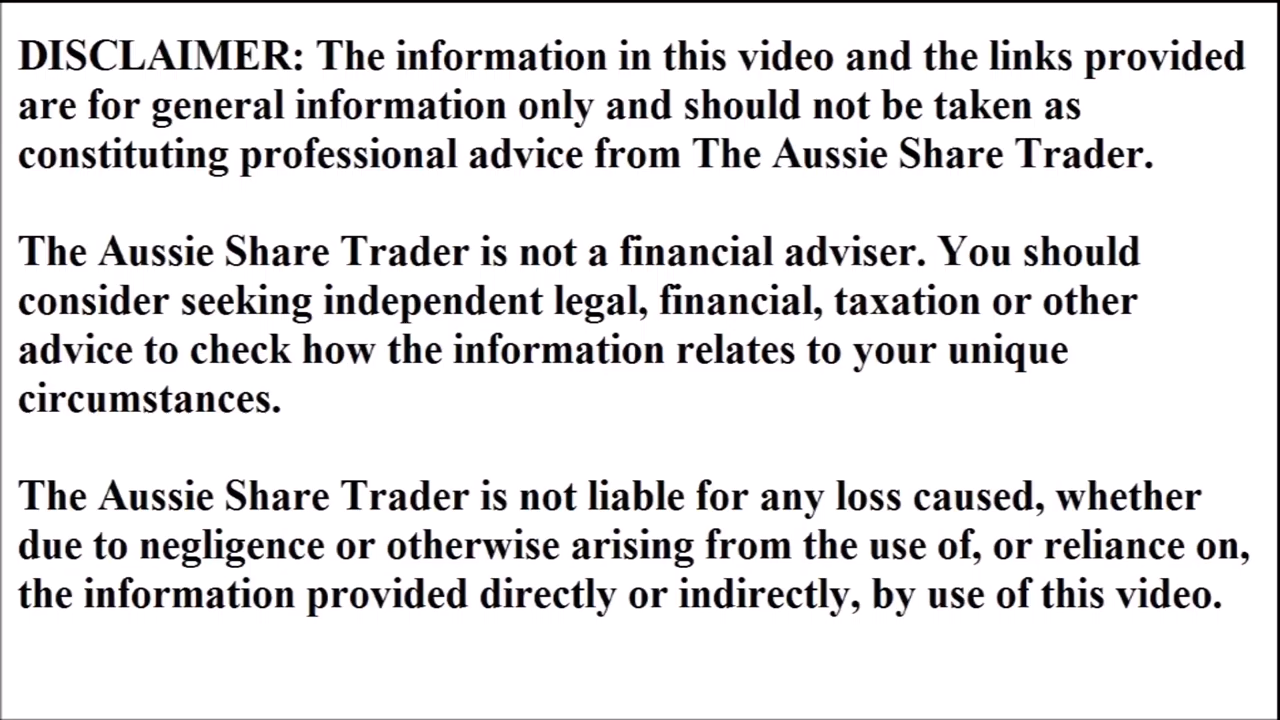 DISCLAIMER: The information in this video and the links provided
are for general information only and should not be taken as
constituting professional advice from The Aussie Share Trader.
The Aussie Share Trader is not a financial adviser. You should
consider seeking independent legal, financial, taxation or other
advice to check how the information relates to your unique
circumstances.
The Aussie Share Trader is not liable for any loss caused, whether
due to negligence or otherwise arising from the use of, or reliance on,
the information provided directly or indirectly, by use of this video.